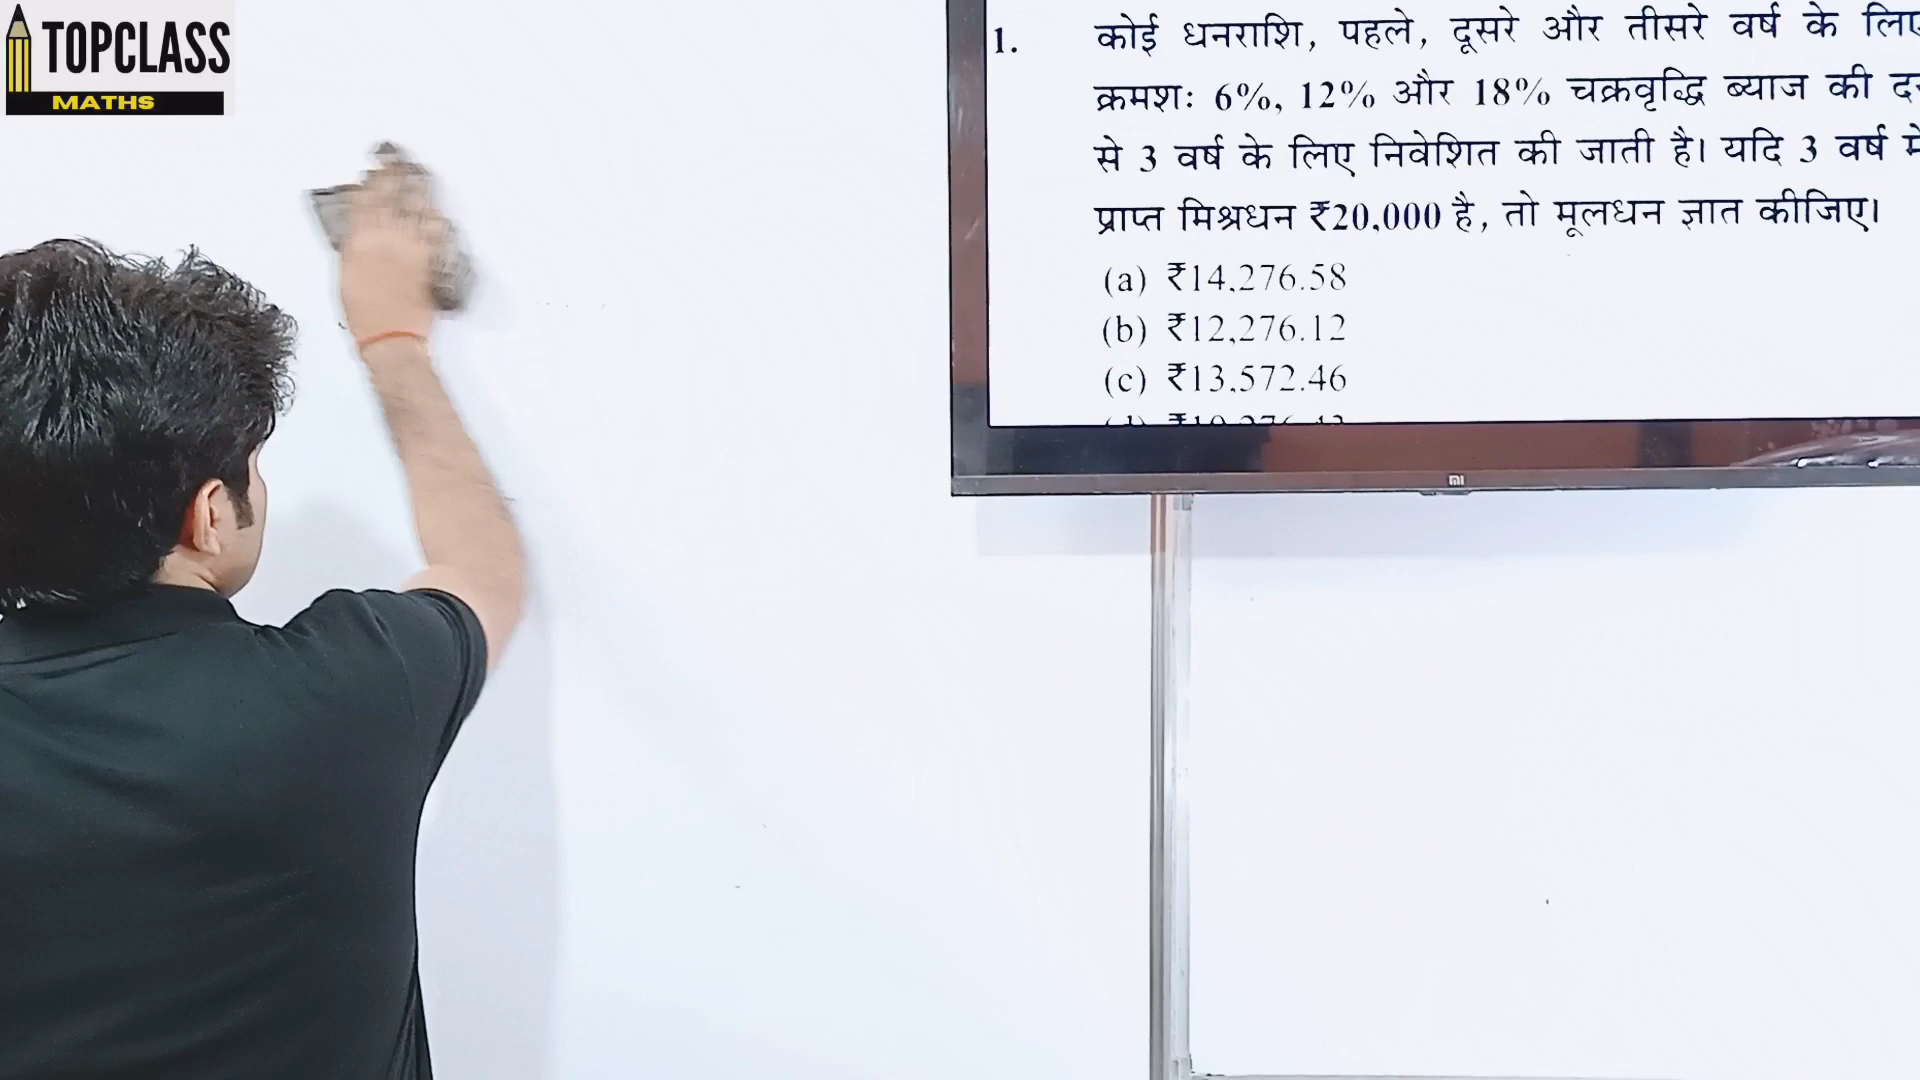 TOPCLASS
MATHS
1. कोई धनराशि, पहले, दूसरे और तीसरे वर्ष के
क्रमशः 6%, 12% और 18% चक्रवृद्धि ब्याज की
से 3 वर्ष के लिए निवेशित की जाती है। यदि 3 वर्ष में
प्राप्त मिश्रधन ₹20,000 है, तो मूलधन ज्ञात कीजिए।
(a) ₹14,276.58
(b) ₹12,276.12
(c) ₹13,572.46
mi